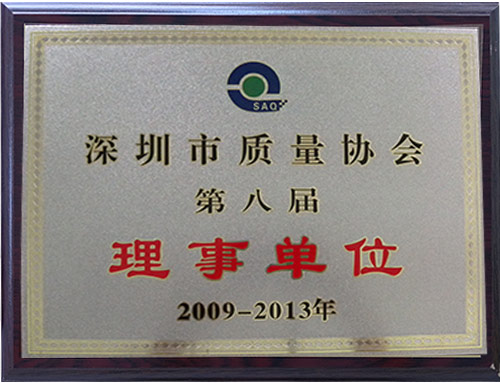 SAQ
深圳市质量协会
第八届
理事单位
2009-2013年